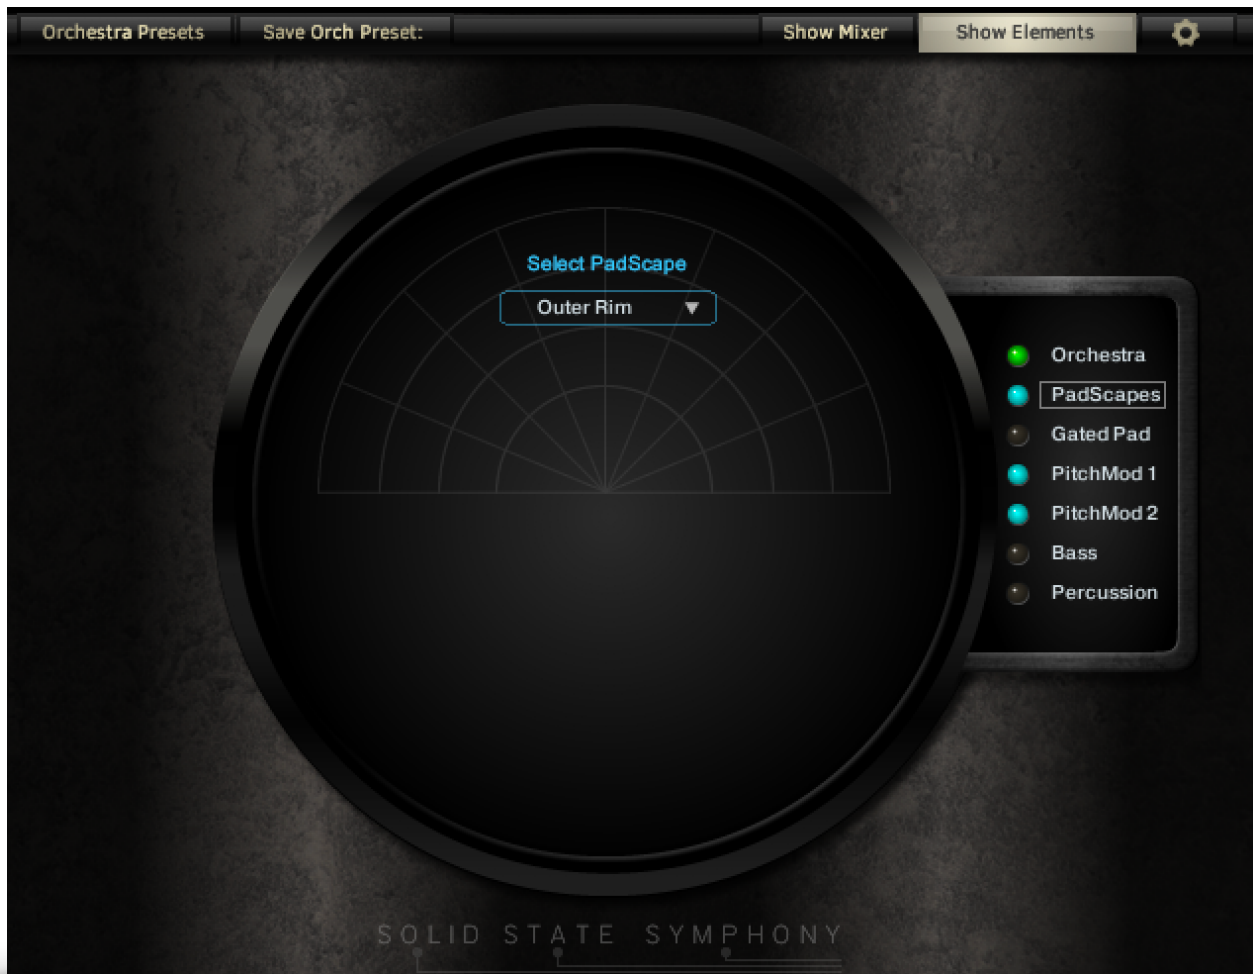 Orchestra Presets
Save Orch Preset:
Show Mixer
Show Elements
Select PadScape
Outer Rim
Orchestra
PadScapes
Gated Pad
PitchMod 1
PitchMod 2
Bass
Percussion
SOLID STATE SYMPHONY